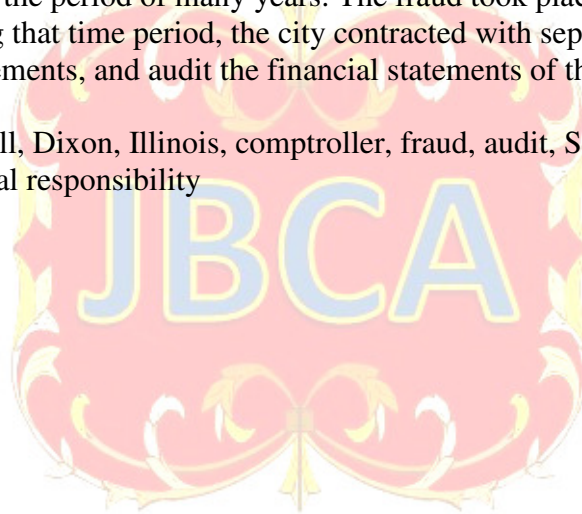 the period of many years. The fraud took plac
g that time period, the city contracted with sep
ements, and audit the financial statements of th
ll, Dixon, Illinois, comptroller, fraud, audit, S
al responsibility
JBCA